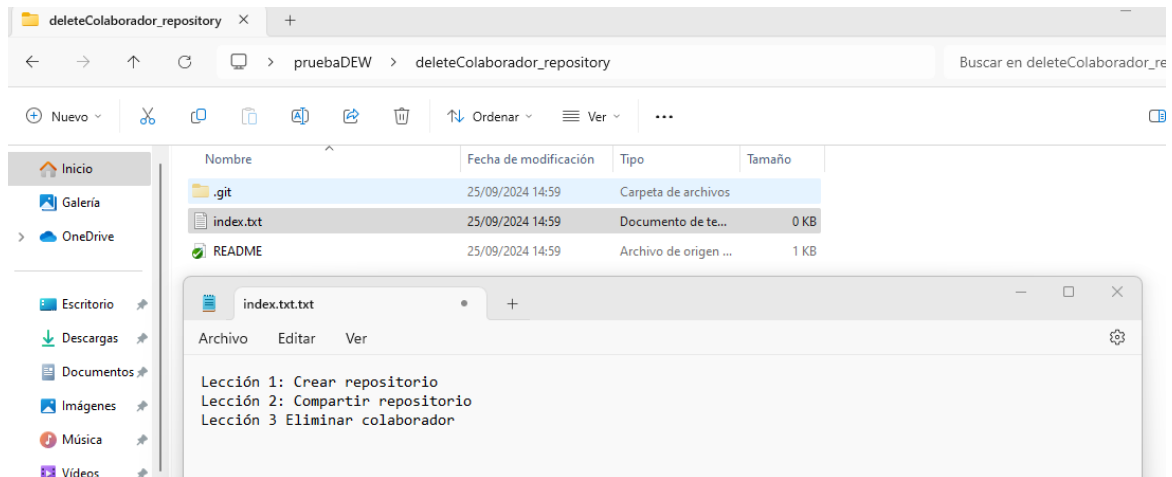 deleteColaborador_repository
pruebaDEW > deleteColaborador_repository
Buscar en deleteColaborador_re
Nuevo
Ordenar
Ver
Nombre Fecha de modificación Tipo Tamaño
Inicio
Galería
OneDrive
Escritorio
Descargas
Documentos
Imágenes
Música
Vídeos
.git 25/09/2024 14:59 Carpeta de archivos
index.txt 25/09/2024 14:59 Documento de te... 0 KB
README 25/09/2024 14:59 Archivo de origen ... 1 KB
index.txt.txt
Archivo Editar Ver
Lección 1: Crear repositorio
Lección 2: Compartir repositorio
Lección 3 Eliminar colaborador